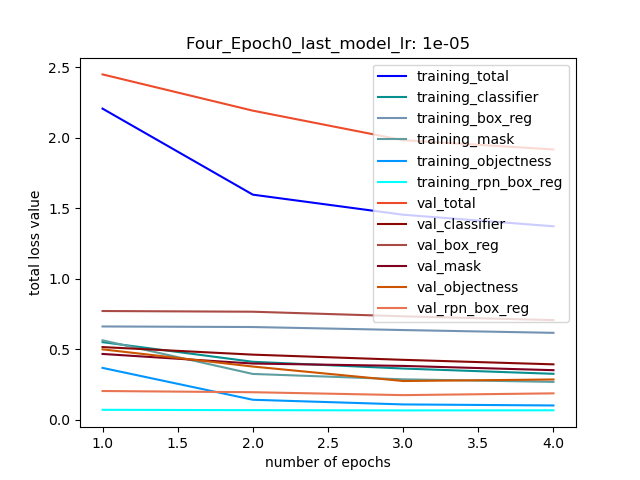 Four_Epoch0_last_model_lr: 1e-05
total loss value
2.5
2.0
1.5
1.0
0.5
0.0
training_total
training_classifier
training_box_reg
training_mask
training_objectness
training_rpn_box_reg
val_total
val_classifier
val_box_reg
val_mask
val_objectness
val_rpn_box_reg
1.0 1.5 2.0 2.5 3.0 3.5 4.0
number of epochs